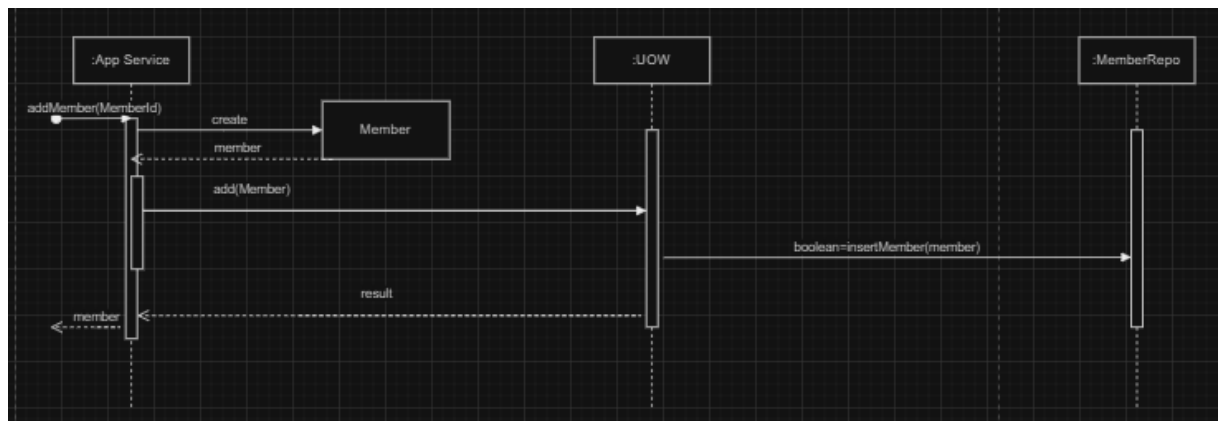 :App Service
:UOW
:MemberRepo
addMember(MemberId)
create
Member
member
add(Member)
boolean=insertMember(member)
result
member